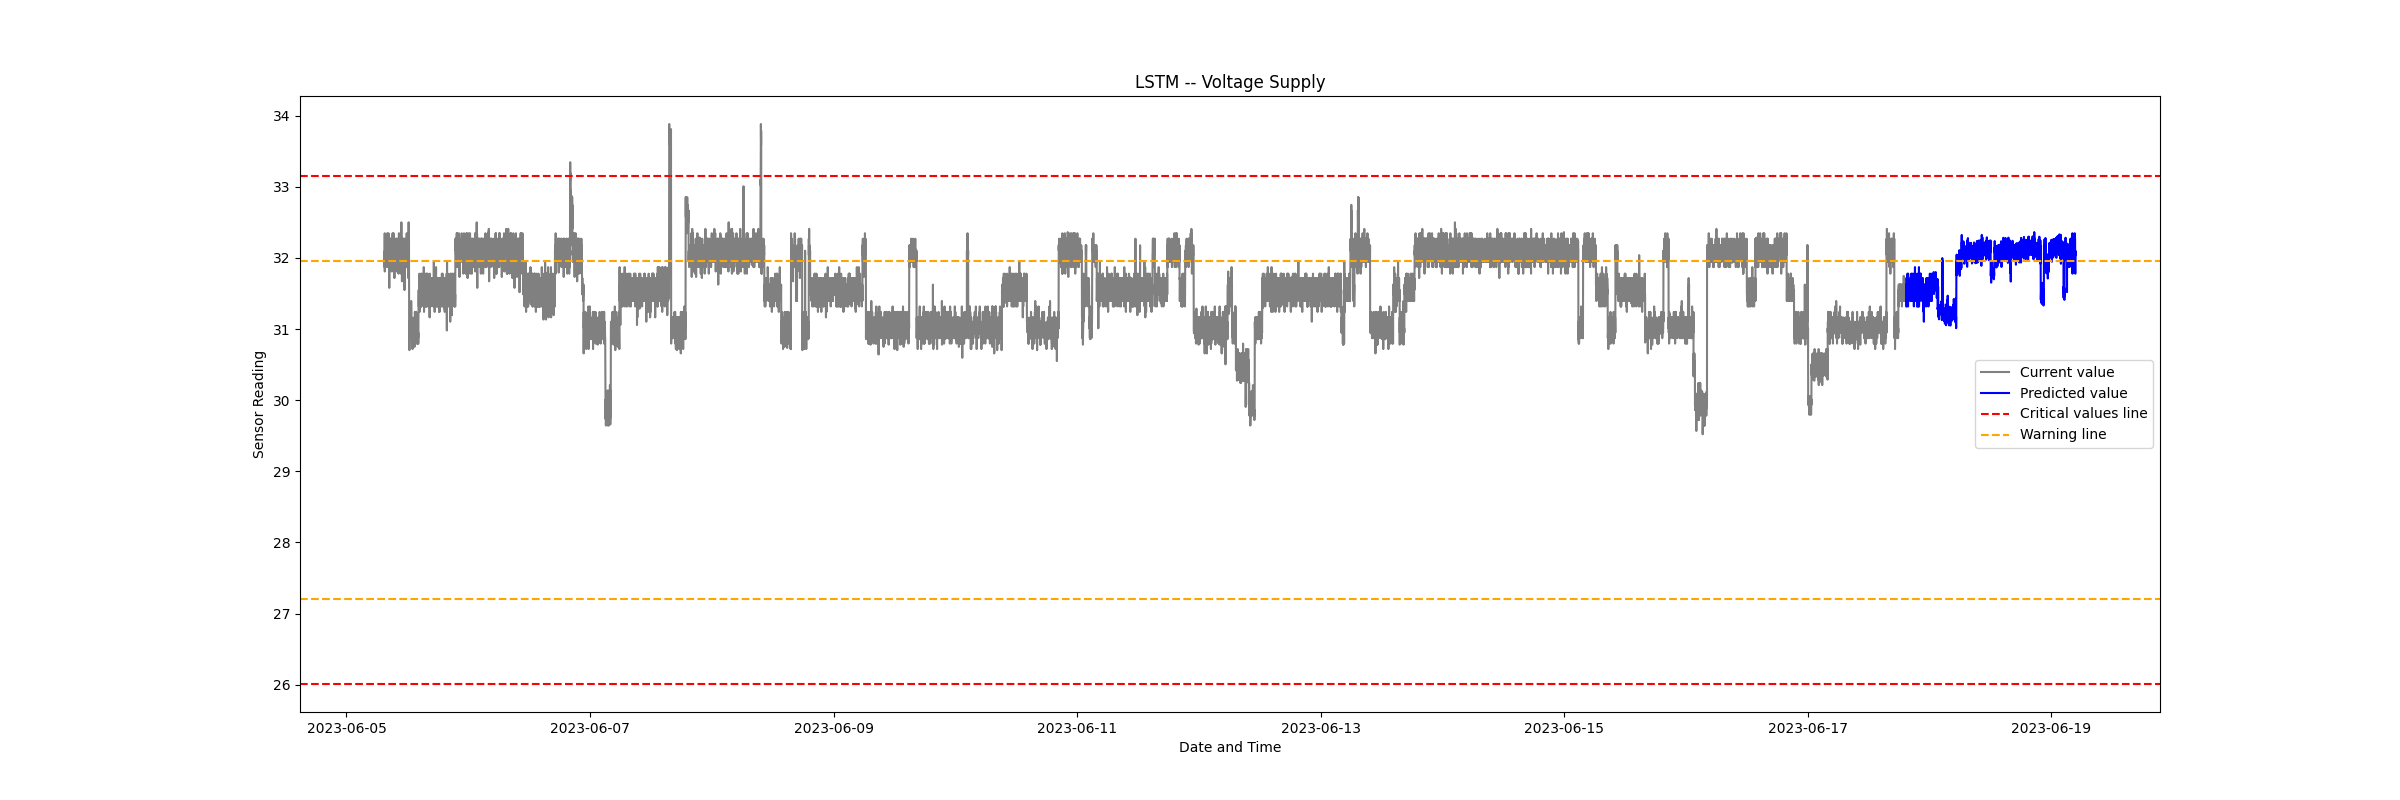 LSTM -- Voltage Supply
34
33
32
31
30
29
28
27
26
Sensor Reading
Current value
Predicted value
Critical values line
Warning line
2023-06-05
2023-06-07
2023-06-09
2023-06-11
2023-06-13
2023-06-15
2023-06-17
2023-06-19
Date and Time